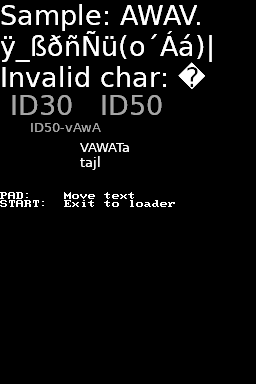 Sample: AWAV.
ÿ_ßðñÑü(o´Áá)|
Invalid char: �
ID30 ID50
ID50-vAwA
VAWATa
tajl
PAD: Move text
START: Exit to loader